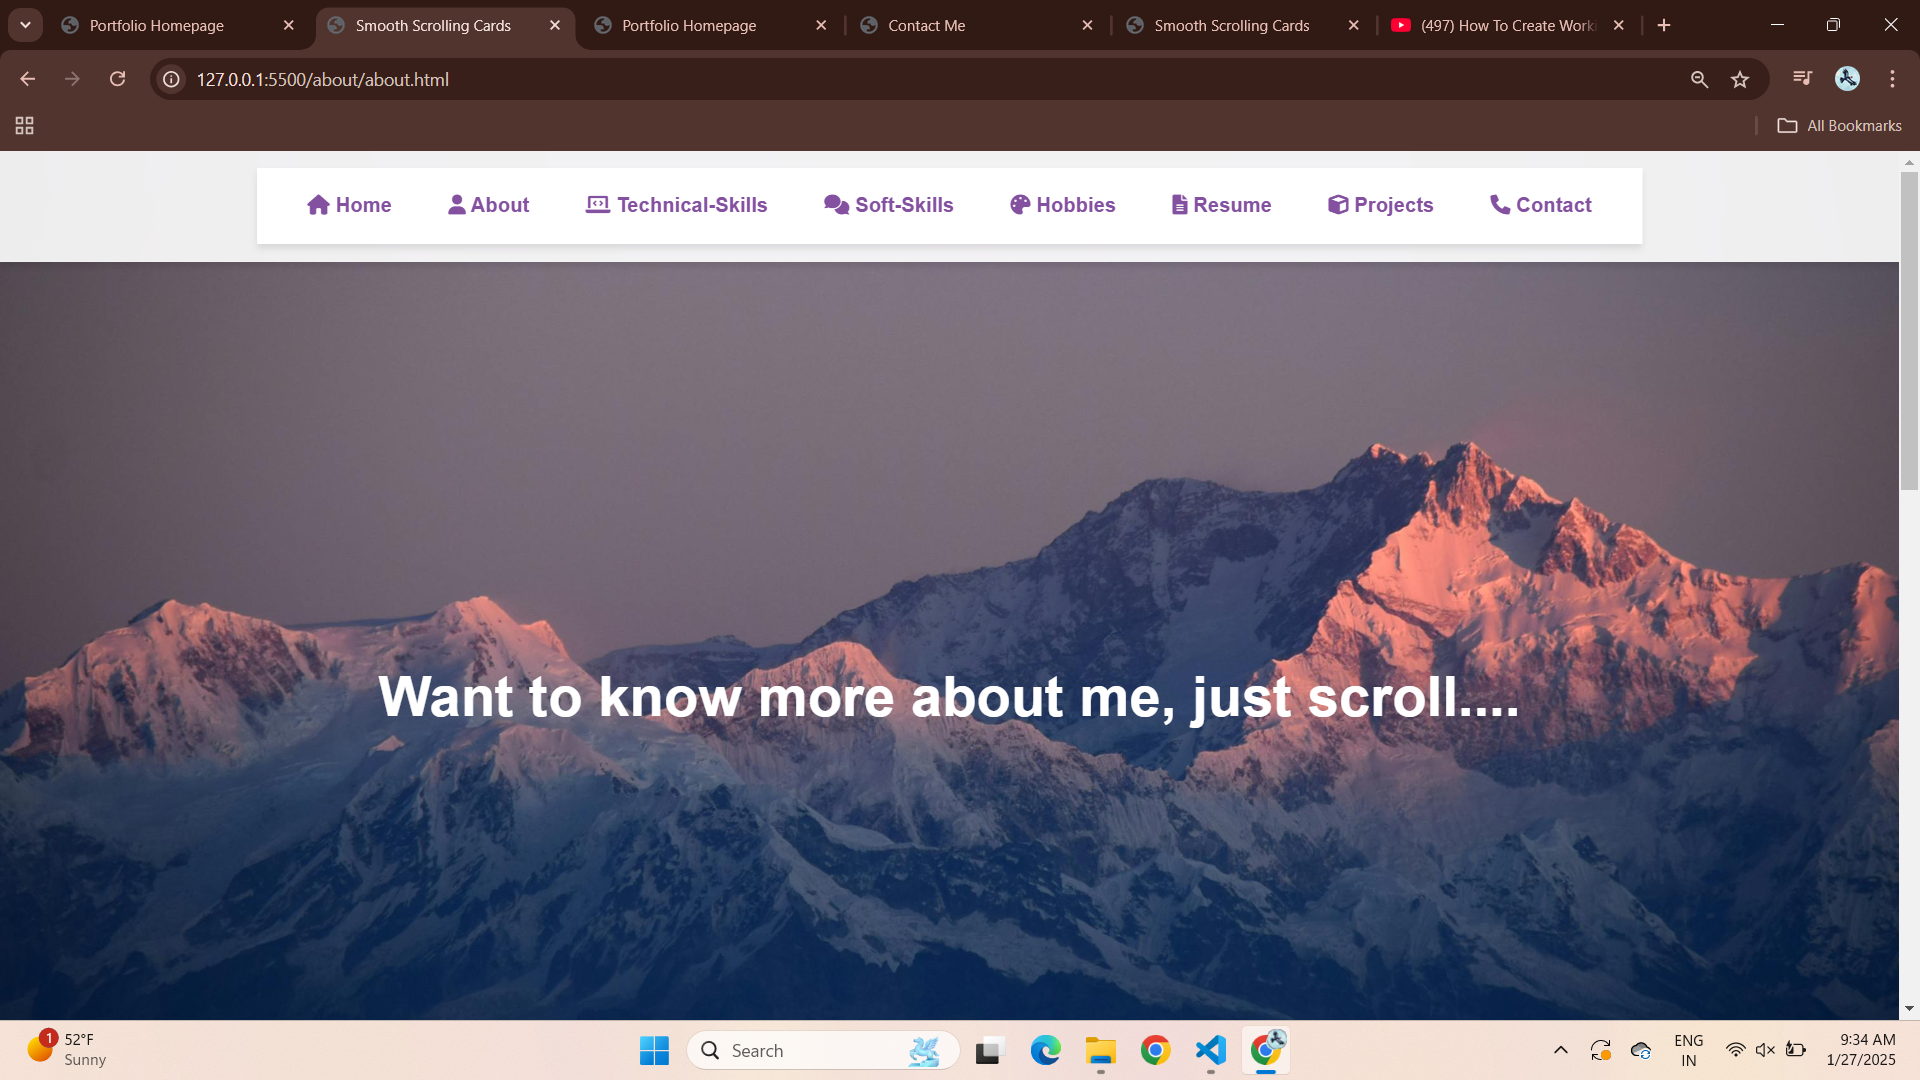 Portfolio Homepage
Smooth Scrolling Cards
Portfolio Homepage
Contact Me
Smooth Scrolling Cards
(497) How To Create Worki
127.0.0.1:5500/about/about.html
All Bookmarks
Home
About
Technical-Skills
Soft-Skills
Hobbies
Resume
Projects
Contact
Want to know more about me, just scroll....
1
52°F
Sunny
Search
ENG
IN
9:34 AM
1/27/2025